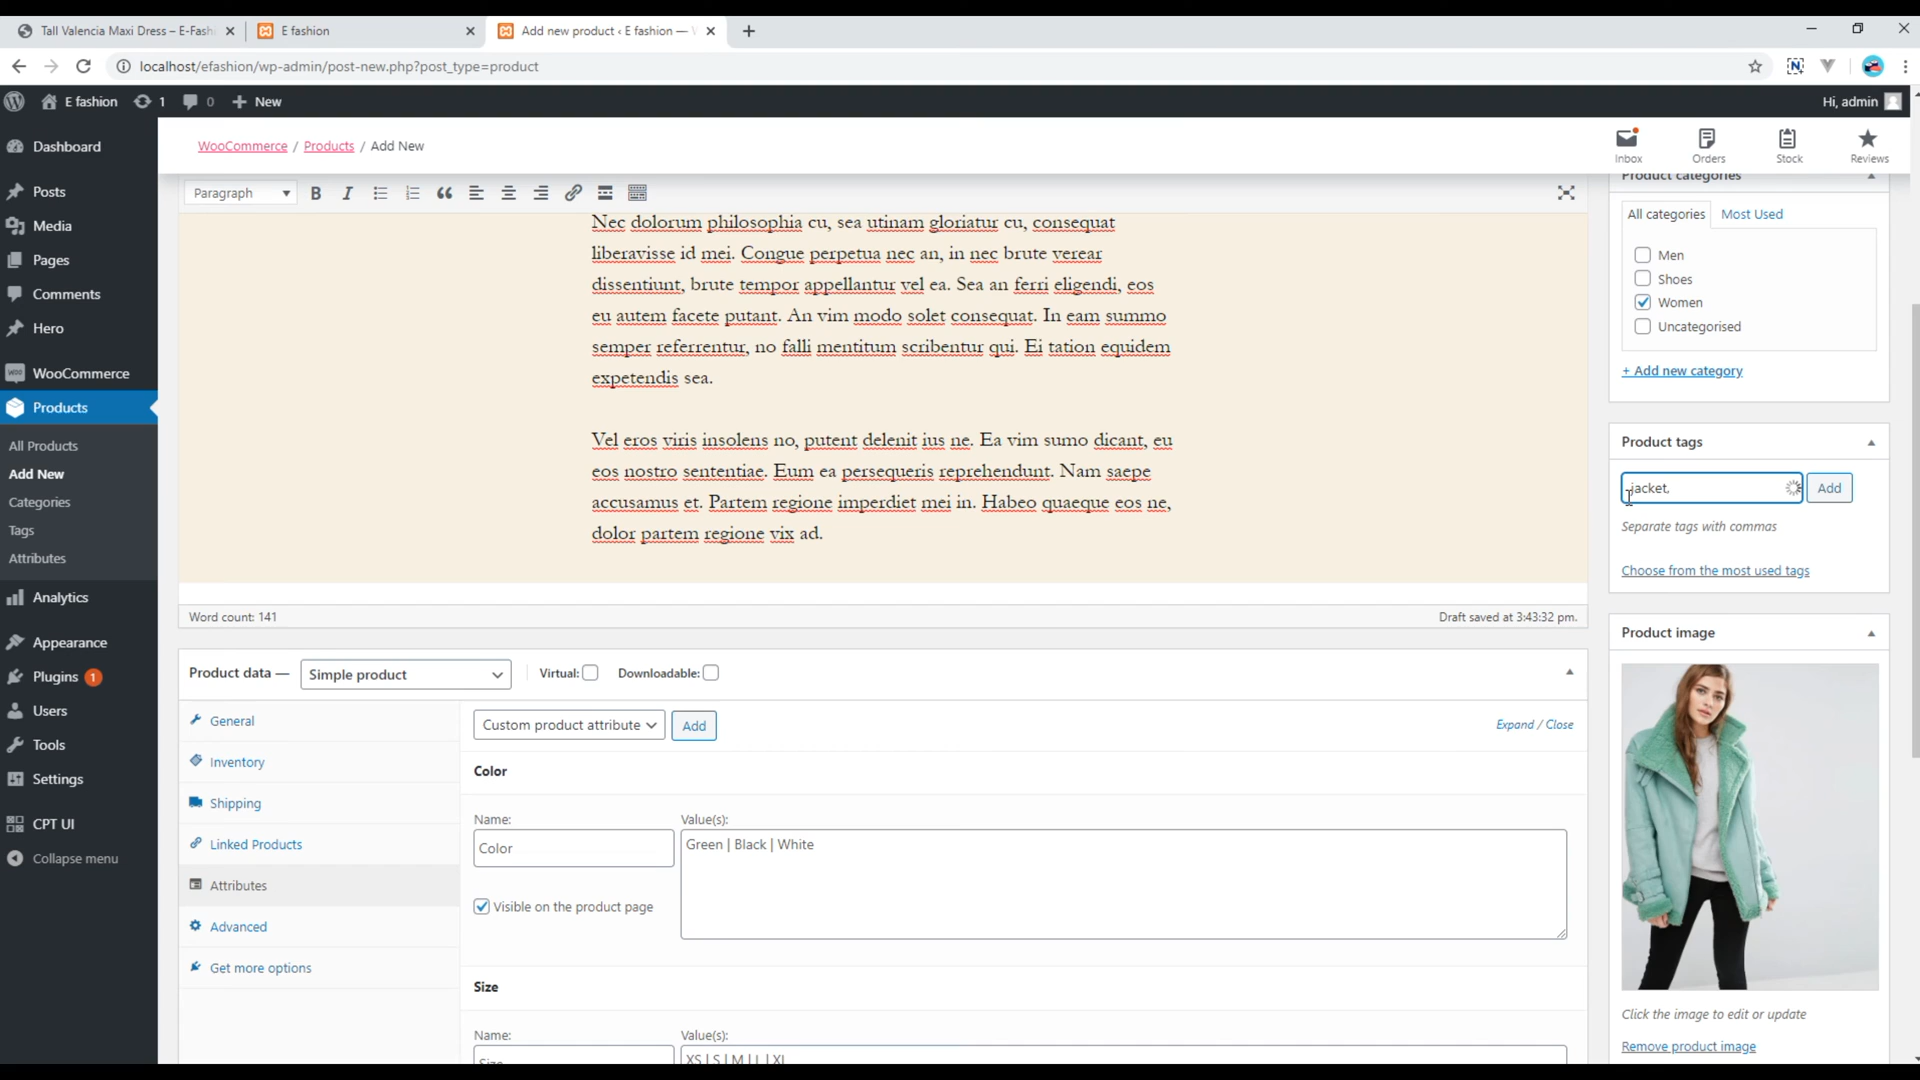 Tall Valencia Maxi Dress – E-Fash
E fashion
Add new product ‹ E fashion —
localhost/efashion/wp-admin/post-new.php?post_type=product
E fashion
1
0
New
Hi, admin
WooCommerce / Products / Add New
Inbox
Orders
Stock
Reviews
Dashboard
Posts
Media
Pages
Comments
Hero
WooCommerce
Products
All Products
Add New
Categories
Tags
Attributes
Analytics
Appearance
Plugins 1
Users
Tools
Settings
CPT UI
Collapse menu
Paragraph
Nec dolorum philosophia cu, sea utinam gloriatur cu, consequat
liberavisse id mei. Congue perpetua nec an, in nec brute verear
dissentiunt, brute tempor appellantur vel ea. Sea an ferri eligendi, eos
eu autem facete putant. An vim modo solet consequat. In eam summo
semper referrentur, no falli mentitum scribentur qui. Ei tation equidem
expetendis sea.
Vel eros viris insolens no, putent delenit ius ne. Ea vim sumo dicant, eu
eos nostro sententiae. Eum ea persequeris reprehendunt. Nam saepe
accusamus et. Partem regione imperdiet mei in. Habeo quaeque eos ne,
dolor partem regione vix ad.
Word count: 141
Draft saved at 3:43:32 pm.
Product data —
Simple product
Virtual:
Downloadable:
General
Inventory
Shipping
Linked Products
Attributes
Advanced
Get more options
Custom product attribute
Add
Expand / Close
Color
Name:
Value(s):
Color
Green | Black | White
Visible on the product page
Size
Name:
Value(s):
Size
XS | S | M | L | XL
Product categories
All categories
Most Used
Men
Shoes
Women
Uncategorised
+ Add new category
Product tags
jacket,
Add
Separate tags with commas
Choose from the most used tags
Product image
Click the image to edit or update
Remove product image